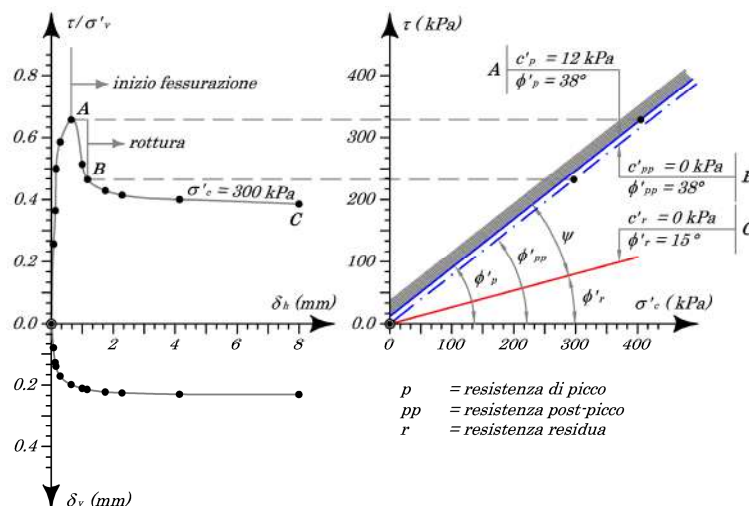 τ/σ'v
0.8
0.6
0.4
0.2
0.0
0.2
0.4
δv (mm)
inizio fessurazione
A
rottura
B
σ'c = 300 kPa
C
δh (mm)
2
4
6
8
τ (kPa)
400
300
200
100
0
0
100
200
300
400
σ'c (kPa)
A
c'p = 12 kPa
ϕ'p = 38°
c'pp = 0 kPa
ϕ'pp = 38°
c'r = 0 kPa
ϕ'r = 15°
ψ
ϕ'p
ϕ'pp
ϕ'r
p = resistenza di picco
pp = resistenza post-picco
r = resistenza residua